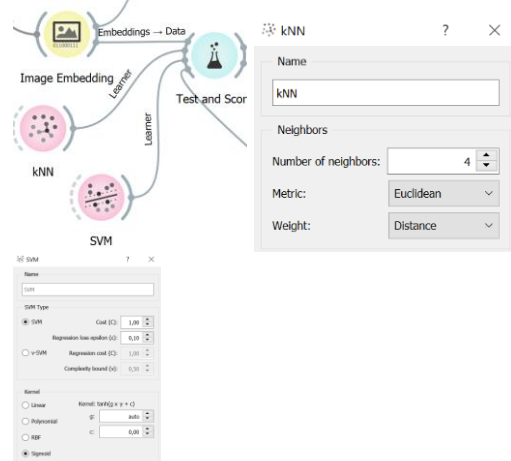 Embeddings → Data
011000111
Image Embedding
Learner
Test and Scor
kNN
Learner
SVM
kNN ? ×
Name
kNN
Neighbors
Number of neighbors: 4
Metric: Euclidean
Weight: Distance
SVM ? ×
Name
SVM
SVM Type
SVM Cost (C): 1,00
Regression loss epsilon (ε): 0,10
ν-SVM Regression cost (C): 1,00
Complexity bound (ν): 0,50
Kernel
Linear Kernel: tanh(g x·y + c)
Polynomial g: auto
RBF c: 0,00
Sigmoid